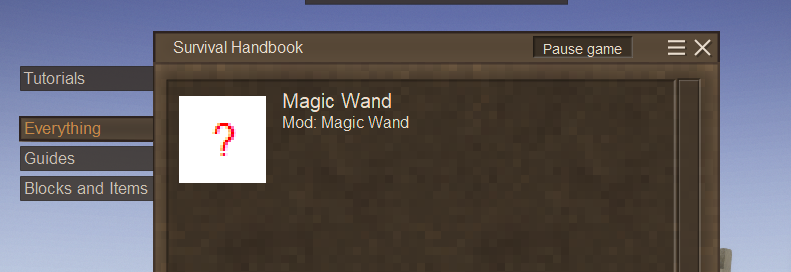 Survival Handbook
Pause game
Tutorials
Everything
Guides
Blocks and Items
Magic Wand
Mod: Magic Wand
?